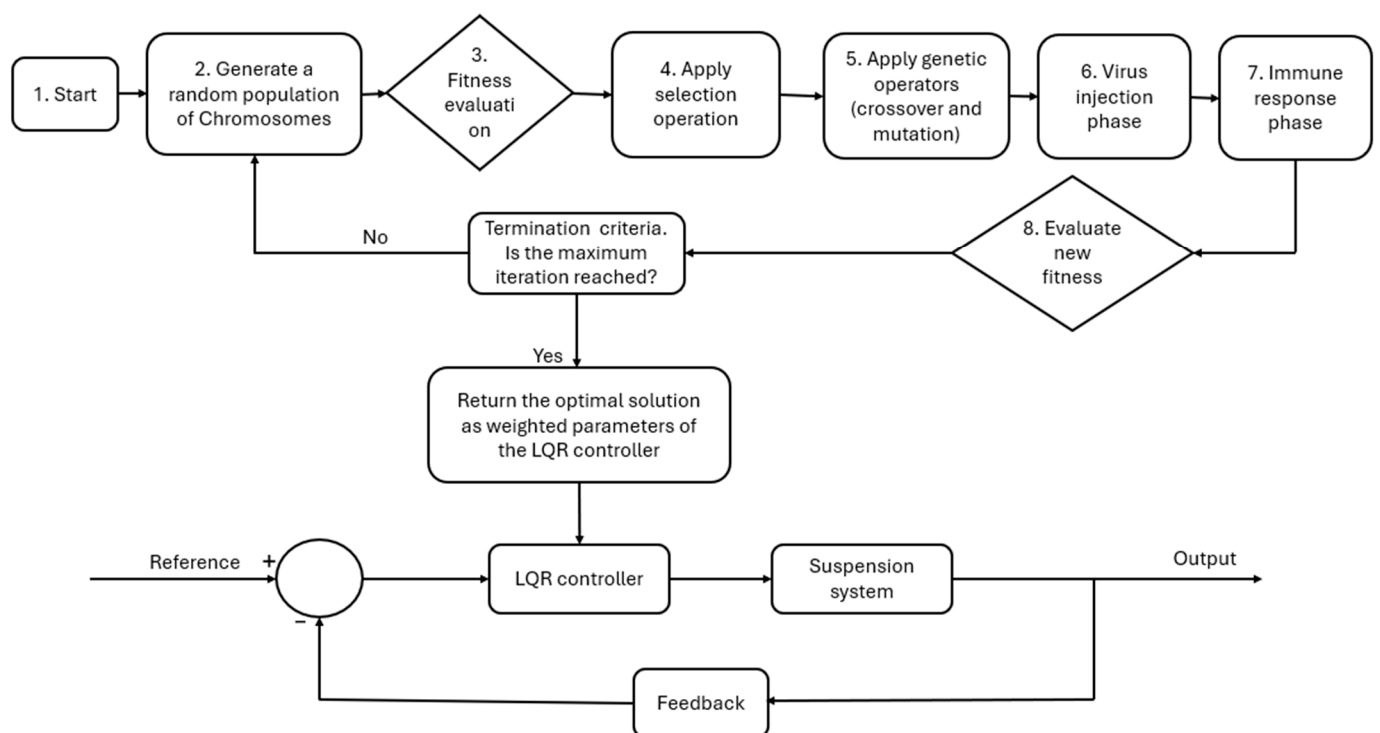 1. Start
2. Generate a
random population
of Chromosomes
3.
Fitness
evaluati
on
4. Apply
selection
operation
5. Apply genetic
operators
(crossover and
mutation)
6. Virus
injection
phase
7. Immune
response
phase
8. Evaluate
new
fitness
Termination criteria.
Is the maximum
iteration reached?
No
Yes
Return the optimal solution
as weighted parameters of
the LQR controller
Reference
+
−
LQR controller
Suspension
system
Output
Feedback